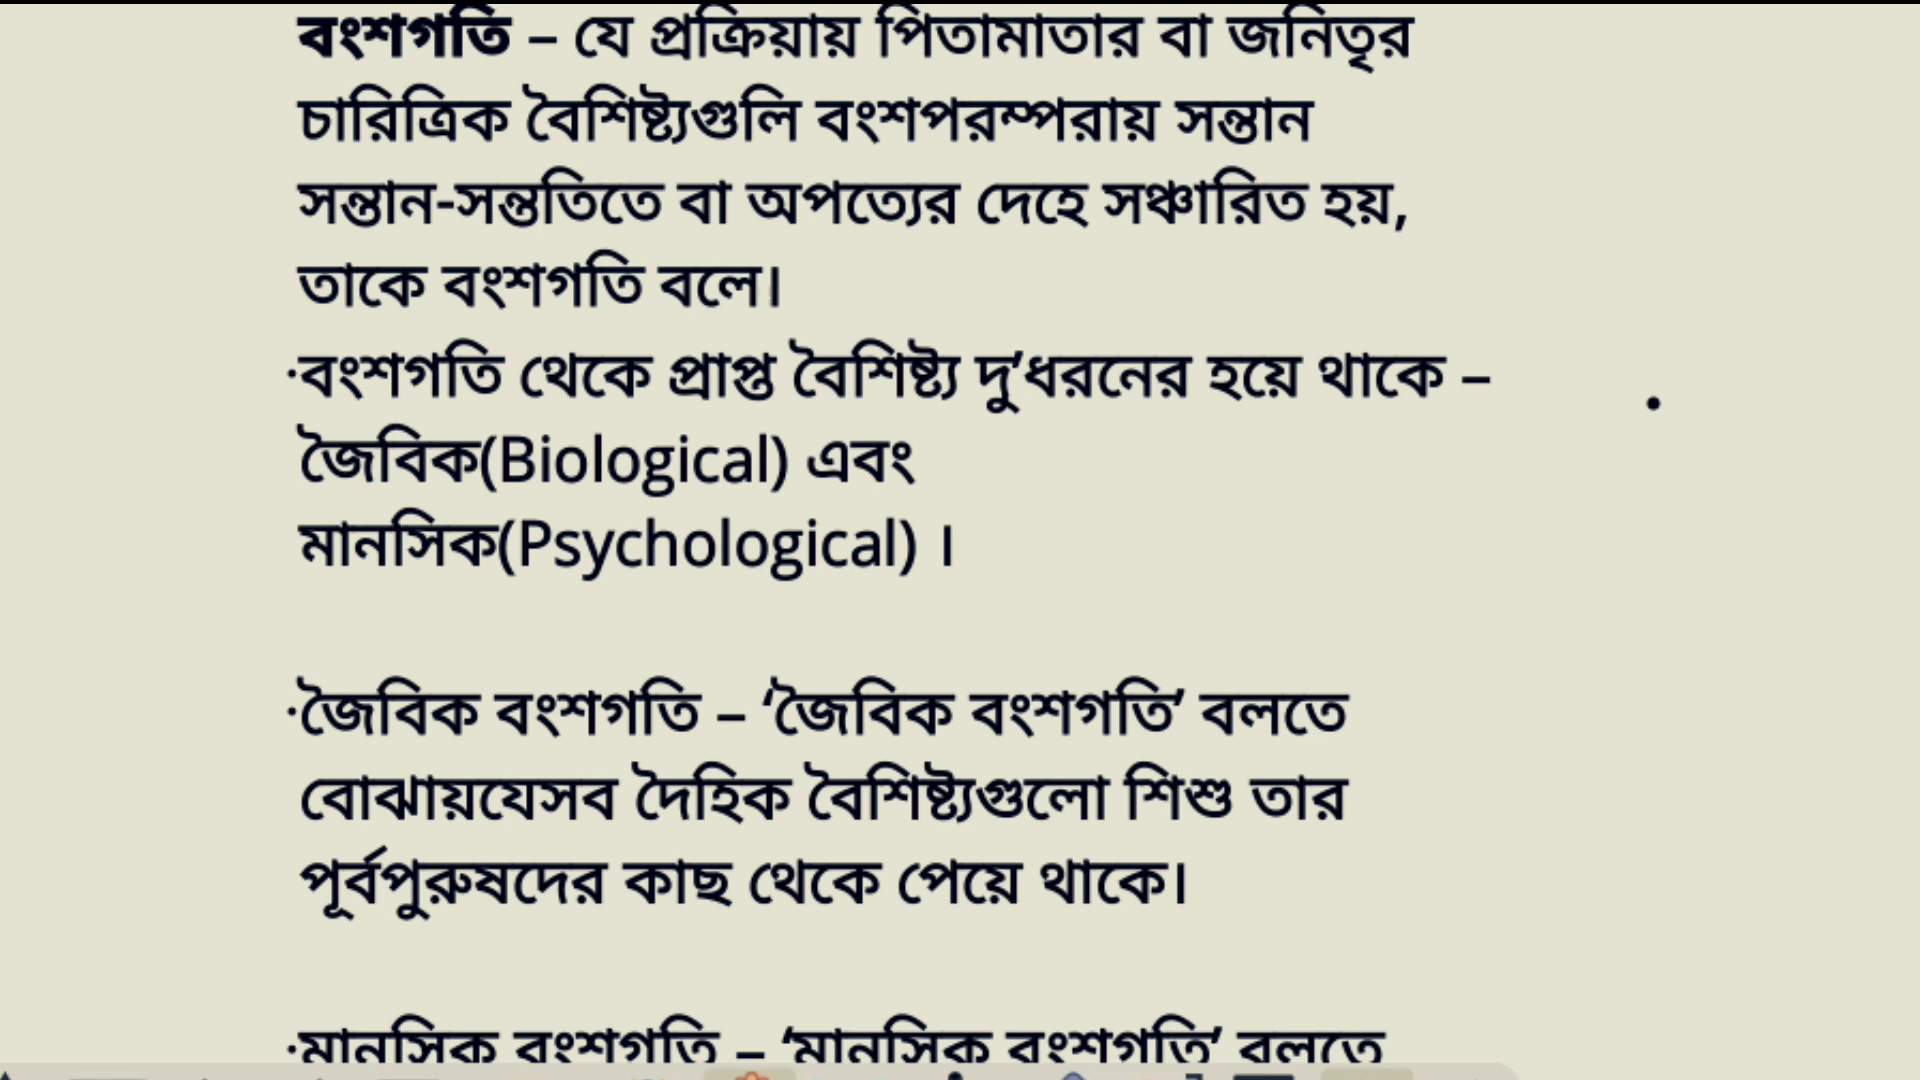 বংশগতি – যে প্রক্রিয়ায় পিতামাতার বা জনিতৃর
চারিত্রিক বৈশিষ্ট্যগুলি বংশপরম্পরায় সন্তান
সন্তান-সন্ততিতে বা অপত্যের দেহে সঞ্চারিত হয়,
তাকে বংশগতি বলে।
·বংশগতি থেকে প্রাপ্ত বৈশিষ্ট্য দু’ধরনের হয়ে থাকে –
জৈবিক(Biological) এবং
মানসিক(Psychological) ।
·জৈবিক বংশগতি – ‘জৈবিক বংশগতি’ বলতে
বোঝায়যেসব দৈহিক বৈশিষ্ট্যগুলো শিশু তার
পূর্বপুরুষদের কাছ থেকে পেয়ে থাকে।
·মানসিক বংশগতি – ‘মানসিক বংশগতি’ বলতে